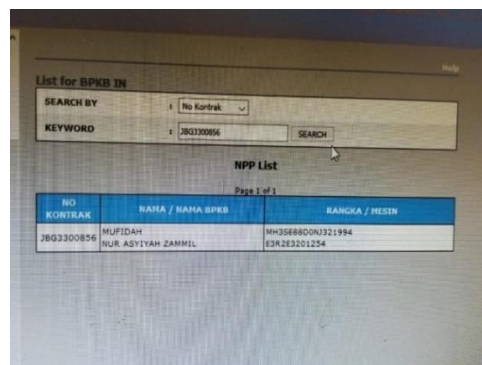 Help
List for BPKB IN
SEARCH BY : No Kontrak
KEYWORD : JBG3300856 SEARCH
NPP List
Page 1 of 1
NO KONTRAK NAMA / NAMA BPKB RANGKA / MESIN
JBG3300856 MUFIDAH MH3SE88D0NJ321994
NUR ASYIYAH ZAMMIL E3R2E3201254